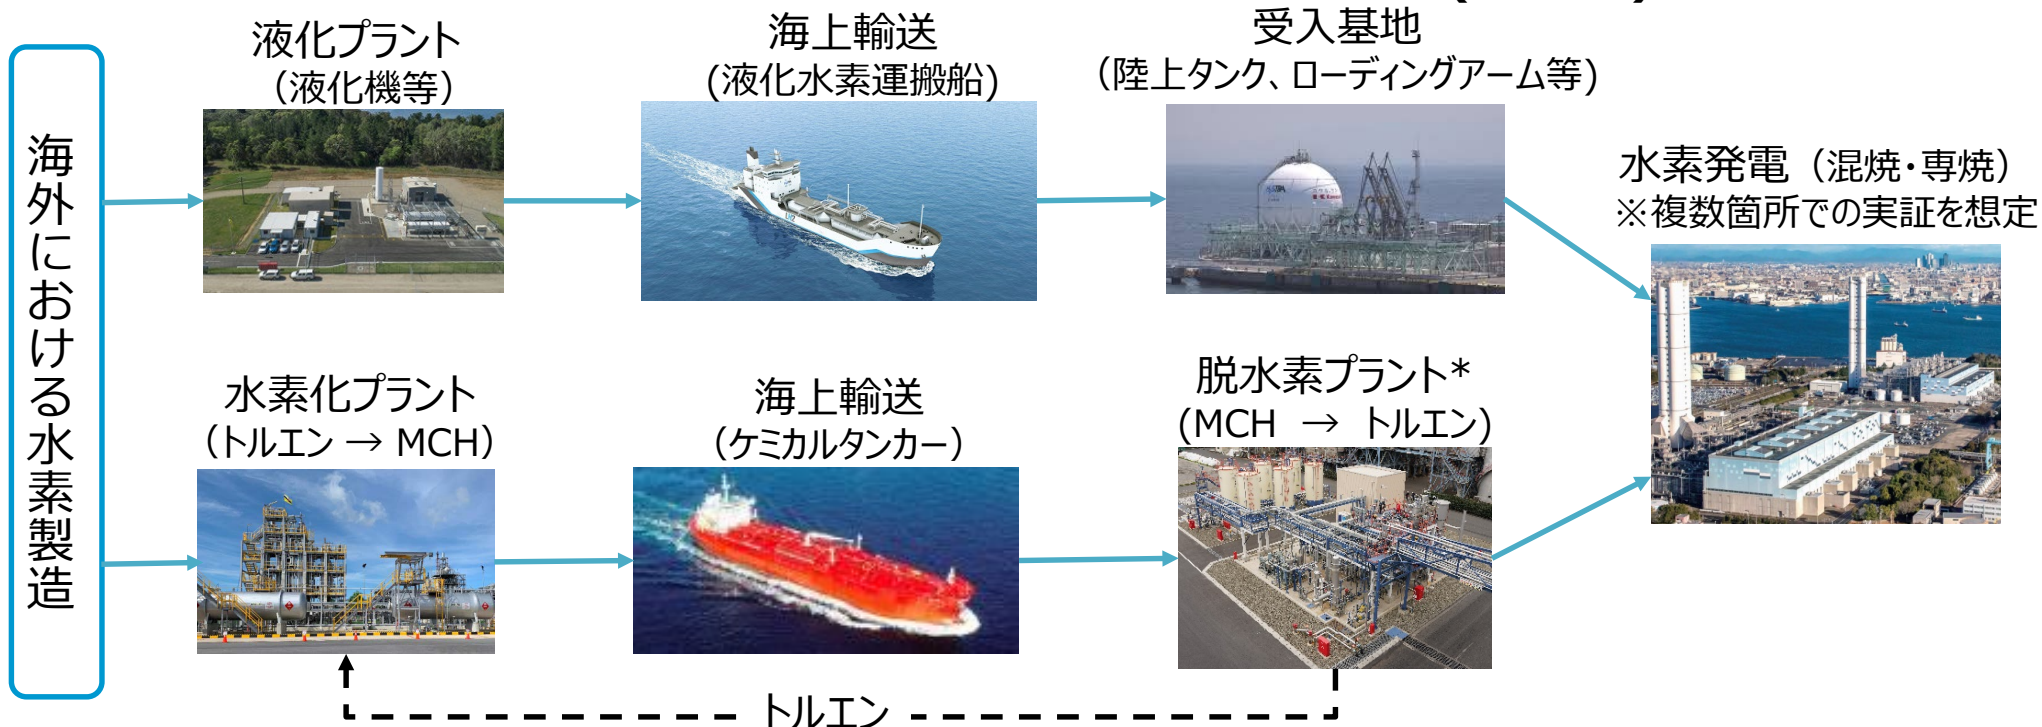 海外における水素製造
液化プラント
（液化機等）
海上輸送
(液化水素運搬船)
受入基地
（陸上タンク、ローディングアーム等）
水素発電（混焼・専焼）
※複数箇所での実証を想定
水素化プラント
（トルエン → MCH）
海上輸送
（ケミカルタンカー）
脱水素プラント*
(MCH → トルエン)
トルエン